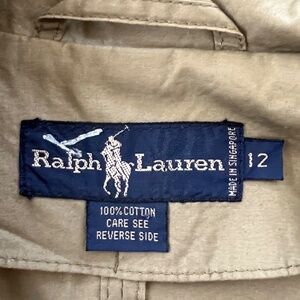 Ralph Lauren
MADE IN SINGAPORE
12
100% COTTON
CARE SEE
REVERSE SIDE